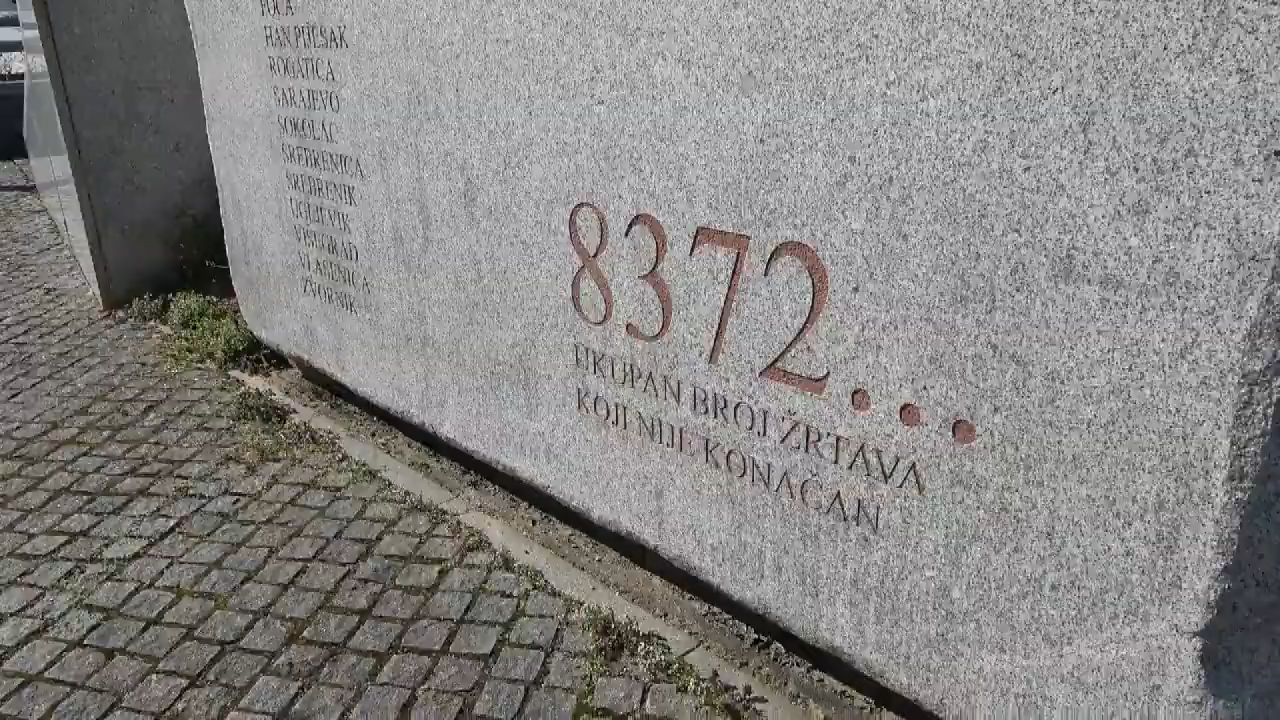 FOČA
HAN PIJESAK
ROGATICA
SARAJEVO
SOKOLAC
SREBRENICA
SREBRENIK
UGLJEVIK
VIŠEGRAD
VLASENICA
ZVORNIK
8372...
UKUPAN BROJ ŽRTAVA
KOJI NIJE KONAČAN